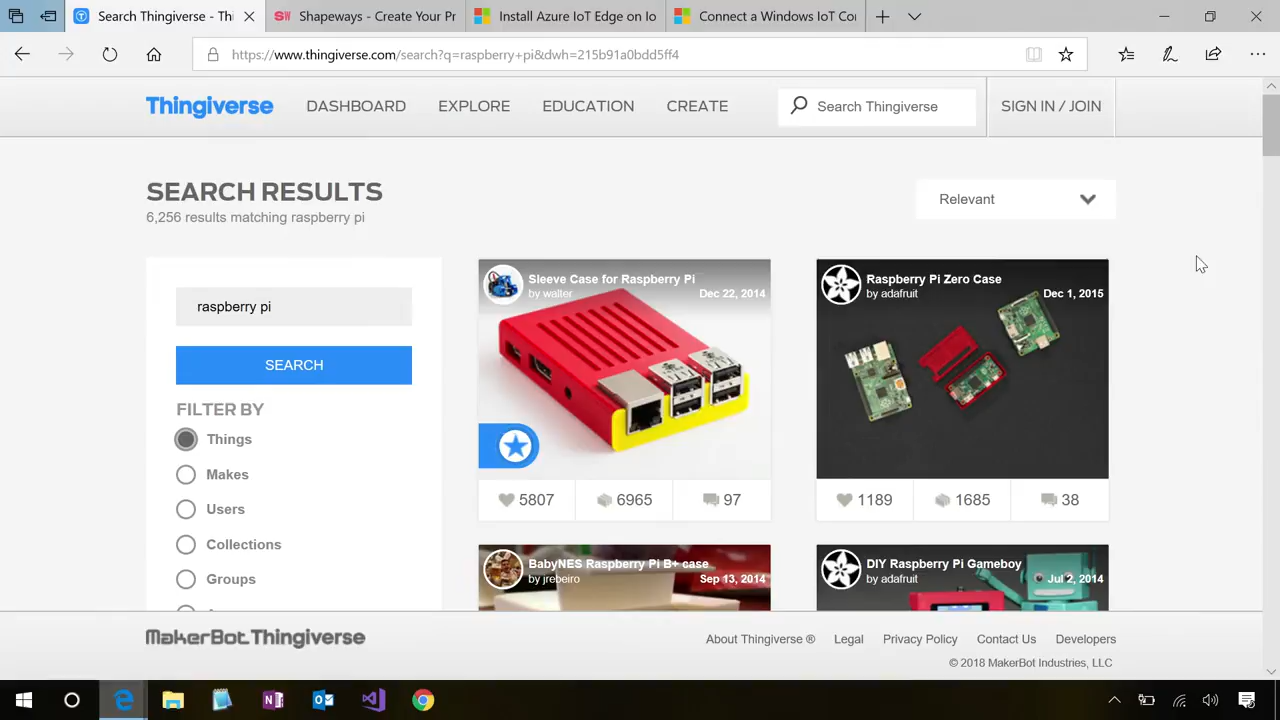 Search Things - Thi
Shapeways - Create Your Pr
Install Azure IoT Edge on Io
Connect a Windows IoT Cor
https://www.thingiverse.com/search?q=raspberry+pi&dwh=215b91a0bdd5ff4
Thingiverse
DASHBOARD
EXPLORE
EDUCATION
CREATE
Search Thingiverse
SIGN IN / JOIN
SEARCH RESULTS
6,256 results matching raspberry pi
Relevant
raspberry pi
SEARCH
FILTER BY
Things
Makes
Users
Collections
Groups
Sleeve Case for Raspberry Pi
by walter
Dec 22, 2014
5807
6965
97
Raspberry Pi Zero Case
by adafruit
Dec 1, 2015
1189
1685
38
BabyNES Raspberry Pi B+ case
by jrebeiro
Sep 13, 2014
DIY Raspberry Pi Gameboy
by adafruit
Jul 2, 2014
MakerBot.Thingiverse
About Thingiverse ®
Legal
Privacy Policy
Contact Us
Developers
© 2018 MakerBot Industries, LLC